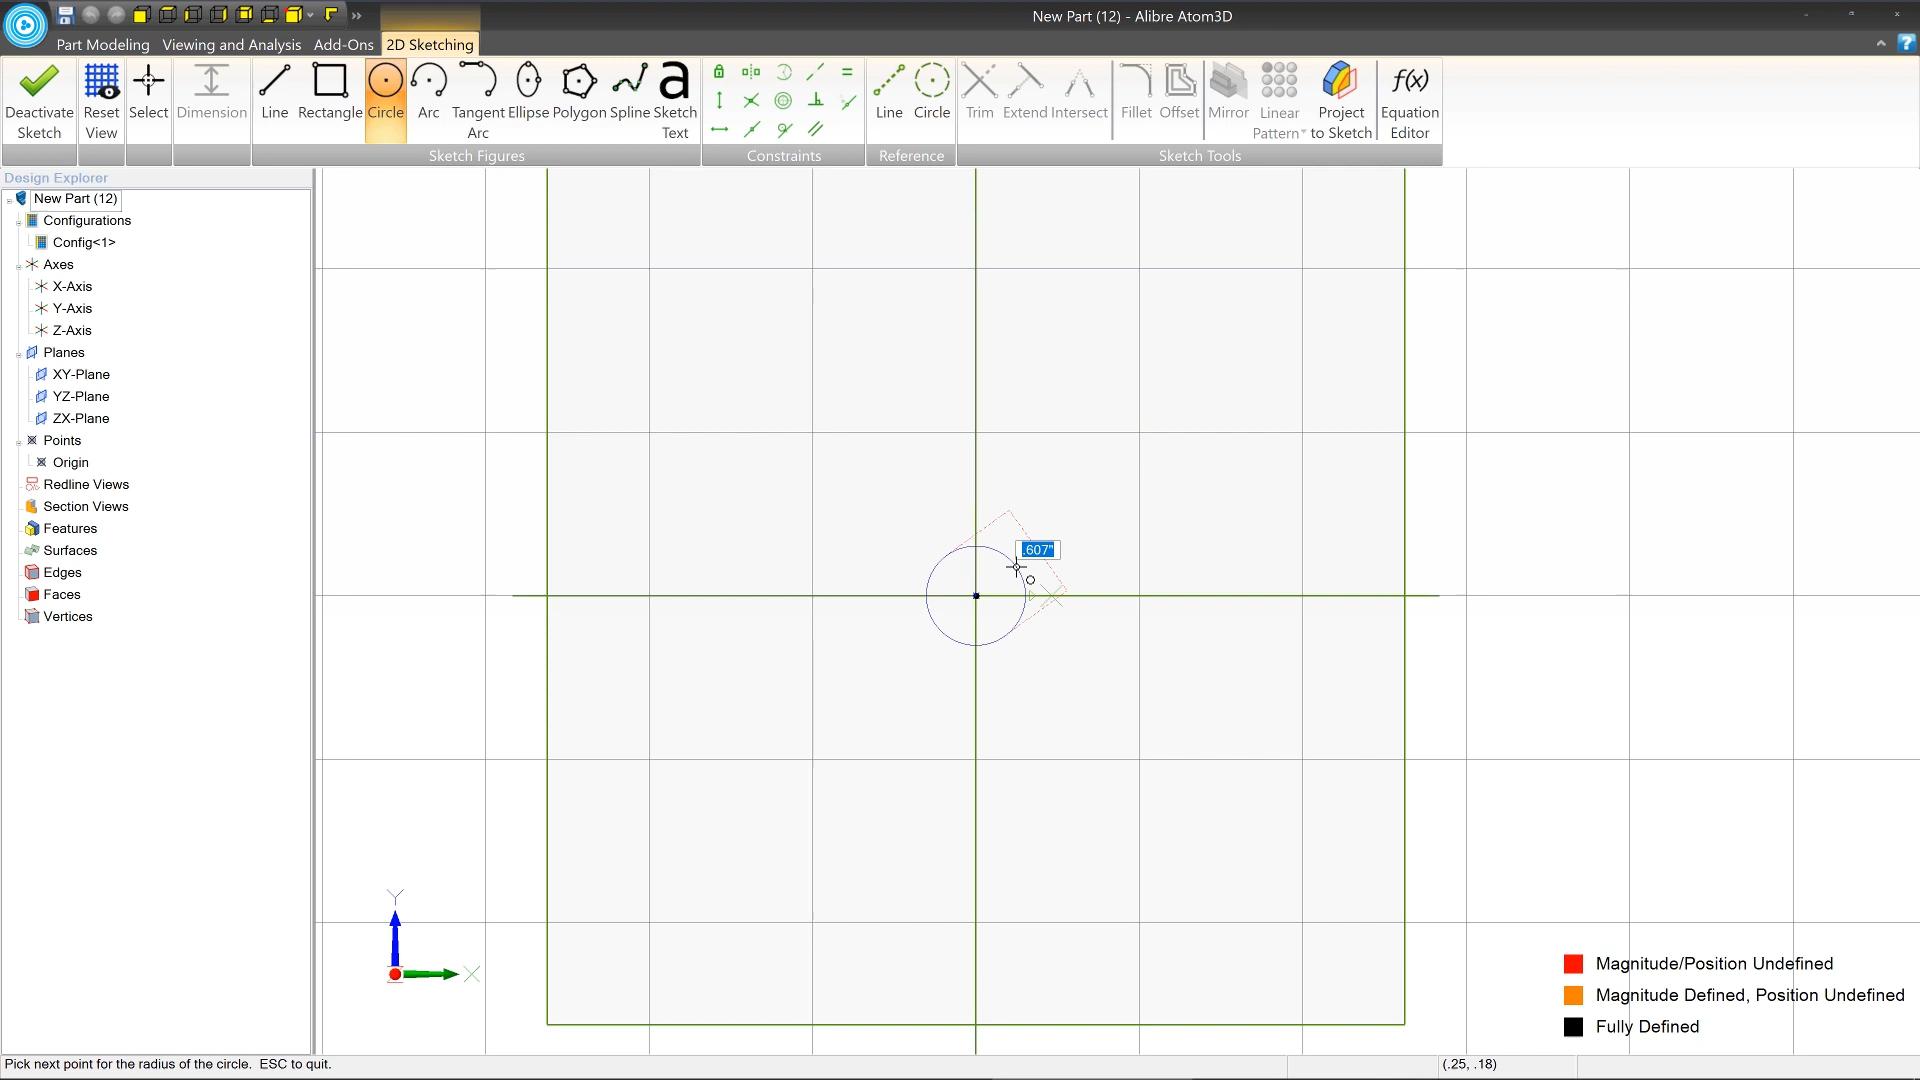 New Part (12) - Alibre Atom3D
Part Modeling
Viewing and Analysis
Add-Ons
2D Sketching
Deactivate Sketch
Reset View
Select
Dimension
Line
Rectangle
Circle
Arc
Tangent Arc
Ellipse
Polygon
Spline
Sketch Text
Sketch Figures
Constraints
Line
Circle
Reference
Trim
Extend
Intersect
Fillet
Offset
Mirror
Linear Pattern
Project to Sketch
f(x)
Equation Editor
Sketch Tools
Design Explorer
New Part (12)
Configurations
Config<1>
Axes
X-Axis
Y-Axis
Z-Axis
Planes
XY-Plane
YZ-Plane
ZX-Plane
Points
Origin
Redline Views
Section Views
Features
Surfaces
Edges
Faces
Vertices
.607"
Y
X
Magnitude/Position Undefined
Magnitude Defined, Position Undefined
Fully Defined
Pick next point for the radius of the circle.  ESC to quit.
(.25, .18)